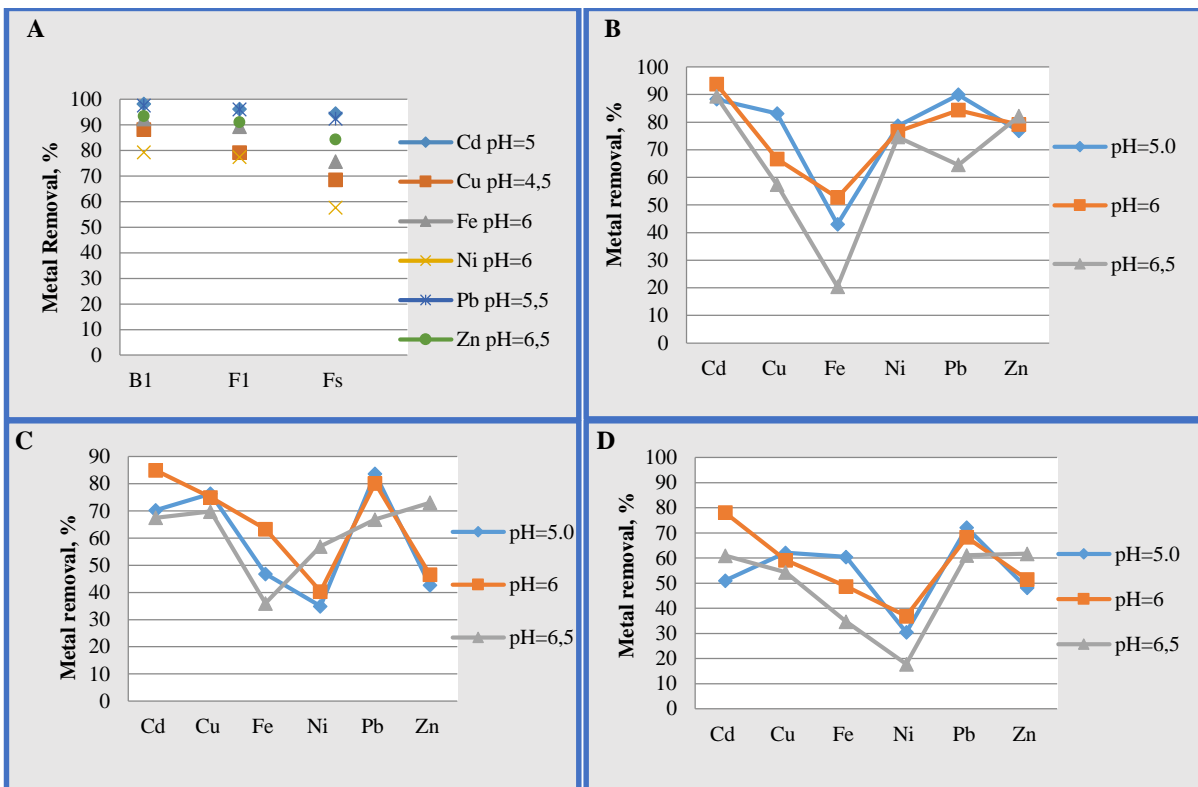 A
Metal Removal, %
100
90
80
70
60
50
40
30
20
10
0
B1 F1 Fs
Cd pH=5
Cu pH=4,5
Fe pH=6
Ni pH=6
Pb pH=5,5
Zn pH=6,5
B
Metal removal, %
100
90
80
70
60
50
40
30
20
10
0
Cd Cu Fe Ni Pb Zn
pH=5.0
pH=6
pH=6,5
C
Metal removal, %
90
80
70
60
50
40
30
20
10
0
Cd Cu Fe Ni Pb Zn
pH=5.0
pH=6
pH=6,5
D
Metal removal, %
100
90
80
70
60
50
40
30
20
10
0
Cd Cu Fe Ni Pb Zn
pH=5.0
pH=6
pH=6,5